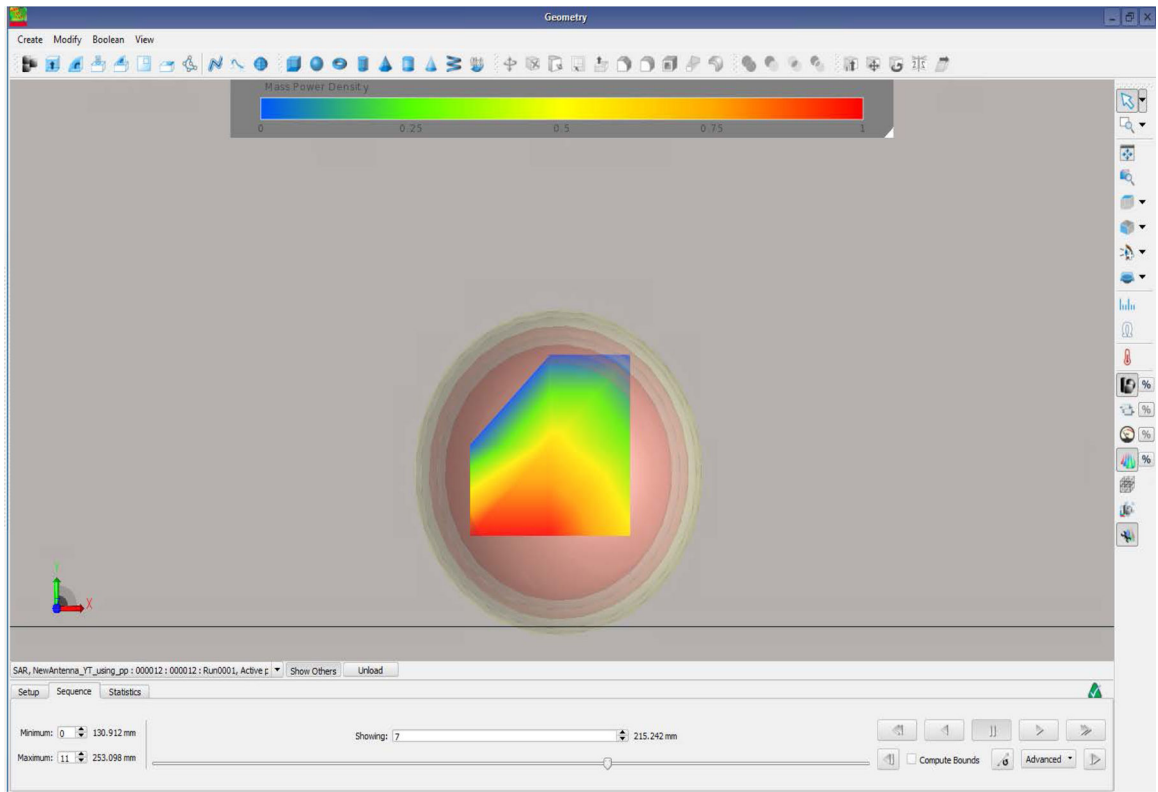 Geometry
Create Modify Boolean View
Mass Power Density
0 0.25 0.5 0.75 1
%
%
%
%
Y
X
SAR, NewAntenna_YT_using_pp : 000012 : 000012 : Run0001, Active p Show Others Unload
Setup Sequence Statistics
Minimum: 0 130.912 mm
Showing: 7 215.242 mm
Maximum: 11 253.098 mm
Compute Bounds Advanced